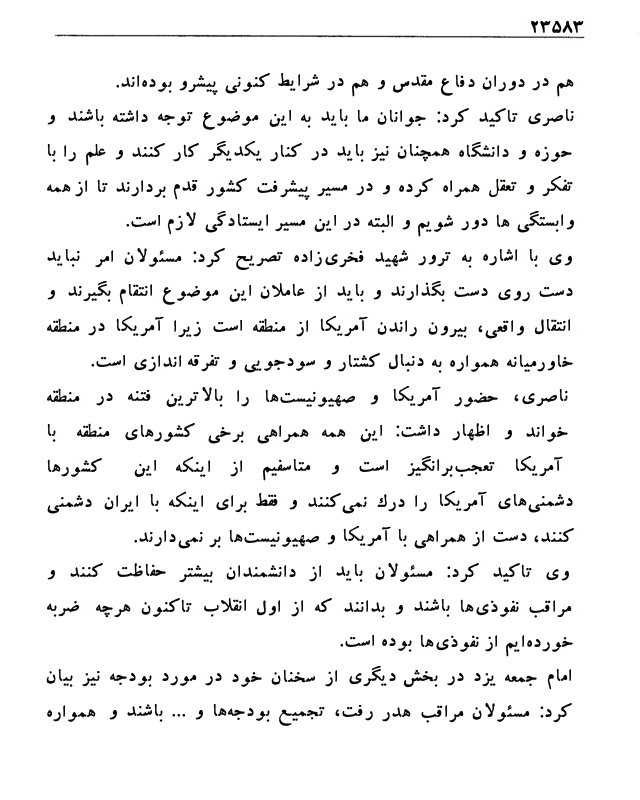 ۲۳۵۸۳
هم در دوران دفاع مقدس و هم در شرایط کنونی پیشرو بوده‌اند.
ناصری تاکید کرد: جوانان ما باید به این موضوع توجه داشته باشند و
حوزه و دانشگاه همچنان نیز باید در کنار یکدیگر کار کنند و علم را با
تفکر و تعقل همراه کرده و در مسیر پیشرفت کشور قدم بردارند تا از همه
وابستگی ها دور شویم و البته در این مسیر ایستادگی لازم است.
وی با اشاره به ترور شهید فخری‌زاده تصریح کرد: مسئولان امر نباید
دست روی دست بگذارند و باید از عاملان این موضوع انتقام بگیرند و
انتقال واقعی، بیرون راندن آمریکا از منطقه است زیرا آمریکا در منطقه
خاورمیانه همواره به دنبال کشتار و سودجویی و تفرقه اندازی است.
ناصری، حضور آمریکا و صهیونیست‌ها را بالاترین فتنه در منطقه
خواند و اظهار داشت: این همه همراهی برخی کشورهای منطقه با
آمریکا تعجب‌برانگیز است و متاسفیم از اینکه این کشورها
دشمنی‌های آمریکا را درك نمی‌کنند و فقط برای اینکه با ایران دشمنی
کنند، دست از همراهی با آمریکا و صهیونیست‌ها بر نمی‌دارند.
وی تاکید کرد: مسئولان باید از دانشمندان بیشتر حفاظت کنند و
مراقب نفوذی‌ها باشند و بدانند که از اول انقلاب تاکنون هرچه ضربه
خورده‌ایم از نفوذی‌ها بوده است.
امام جمعه یزد در بخش دیگری از سخنان خود در مورد بودجه نیز بیان
کرد: مسئولان مراقب هدر رفت، تجمیع بودجه‌ها و ... باشند و همواره